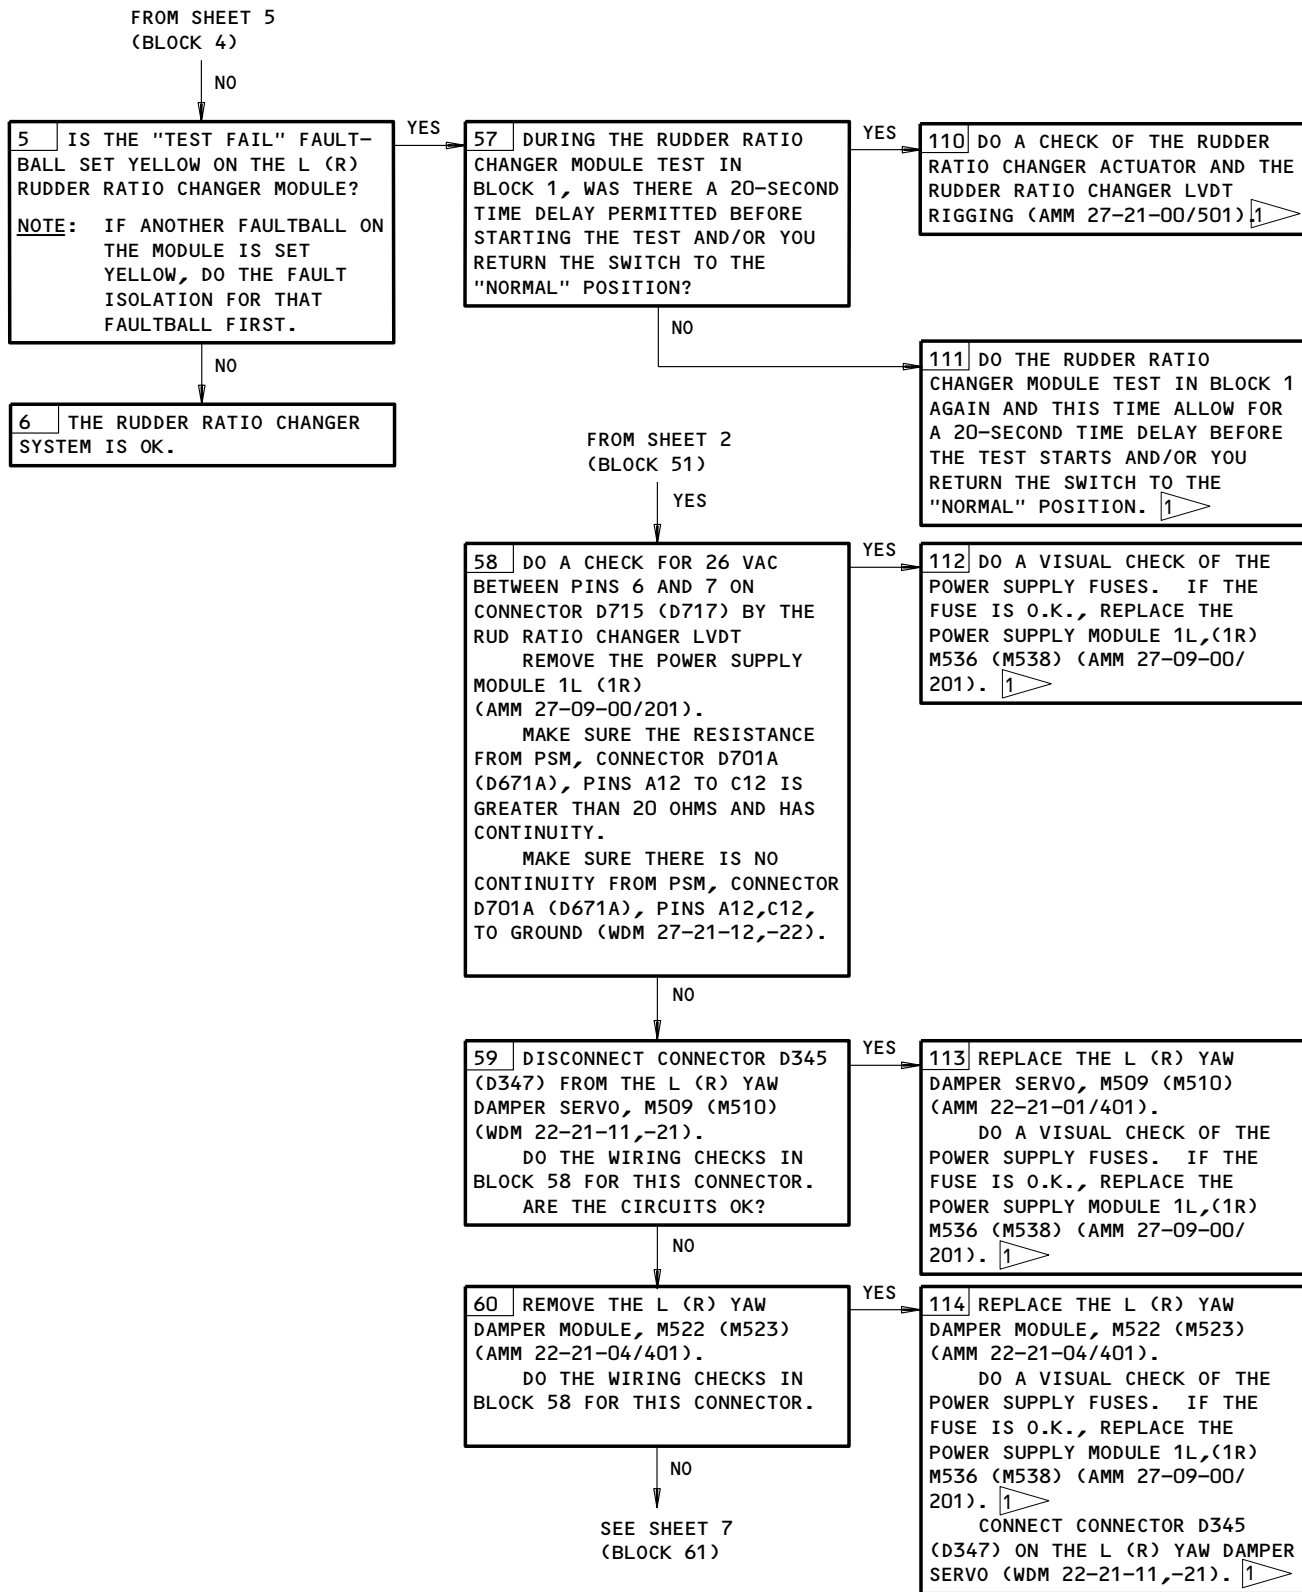 FROM SHEET 5
(BLOCK 4)
NO
5 IS THE "TEST FAIL" FAULT-
BALL SET YELLOW ON THE L (R)
RUDDER RATIO CHANGER MODULE?
NOTE: IF ANOTHER FAULTBALL ON
THE MODULE IS SET
YELLOW, DO THE FAULT
ISOLATION FOR THAT
FAULTBALL FIRST.
YES
NO
6 THE RUDDER RATIO CHANGER
SYSTEM IS OK.
57 DURING THE RUDDER RATIO
CHANGER MODULE TEST IN
BLOCK 1, WAS THERE A 20-SECOND
TIME DELAY PERMITTED BEFORE
STARTING THE TEST AND/OR YOU
RETURN THE SWITCH TO THE
"NORMAL" POSITION?
YES
NO
110 DO A CHECK OF THE RUDDER
RATIO CHANGER ACTUATOR AND THE
RUDDER RATIO CHANGER LVDT
RIGGING (AMM 27-21-00/501). 1
111 DO THE RUDDER RATIO
CHANGER MODULE TEST IN BLOCK 1
AGAIN AND THIS TIME ALLOW FOR
A 20-SECOND TIME DELAY BEFORE
THE TEST STARTS AND/OR YOU
RETURN THE SWITCH TO THE
"NORMAL" POSITION. 1
FROM SHEET 2
(BLOCK 51)
YES
58 DO A CHECK FOR 26 VAC
BETWEEN PINS 6 AND 7 ON
CONNECTOR D715 (D717) BY THE
RUD RATIO CHANGER LVDT
REMOVE THE POWER SUPPLY
MODULE 1L (1R)
(AMM 27-09-00/201).
MAKE SURE THE RESISTANCE
FROM PSM, CONNECTOR D701A
(D671A), PINS A12 TO C12 IS
GREATER THAN 20 OHMS AND HAS
CONTINUITY.
MAKE SURE THERE IS NO
CONTINUITY FROM PSM, CONNECTOR
D701A (D671A), PINS A12,C12,
TO GROUND (WDM 27-21-12,-22).
YES
NO
112 DO A VISUAL CHECK OF THE
POWER SUPPLY FUSES. IF THE
FUSE IS O.K., REPLACE THE
POWER SUPPLY MODULE 1L,(1R)
M536 (M538) (AMM 27-09-00/
201). 1
59 DISCONNECT CONNECTOR D345
(D347) FROM THE L (R) YAW
DAMPER SERVO, M509 (M510)
(WDM 22-21-11,-21).
DO THE WIRING CHECKS IN
BLOCK 58 FOR THIS CONNECTOR.
ARE THE CIRCUITS OK?
YES
NO
113 REPLACE THE L (R) YAW
DAMPER SERVO, M509 (M510)
(AMM 22-21-01/401).
DO A VISUAL CHECK OF THE
POWER SUPPLY FUSES. IF THE
FUSE IS O.K., REPLACE THE
POWER SUPPLY MODULE 1L,(1R)
M536 (M538) (AMM 27-09-00/
201). 1
60 REMOVE THE L (R) YAW
DAMPER MODULE, M522 (M523)
(AMM 22-21-04/401).
DO THE WIRING CHECKS IN
BLOCK 58 FOR THIS CONNECTOR.
YES
NO
114 REPLACE THE L (R) YAW
DAMPER MODULE, M522 (M523)
(AMM 22-21-04/401).
DO A VISUAL CHECK OF THE
POWER SUPPLY FUSES. IF THE
FUSE IS O.K., REPLACE THE
POWER SUPPLY MODULE 1L,(1R)
M536 (M538) (AMM 27-09-00/
201). 1
CONNECT CONNECTOR D345
(D347) ON THE L (R) YAW DAMPER
SERVO (WDM 22-21-11,-21). 1
SEE SHEET 7
(BLOCK 61)